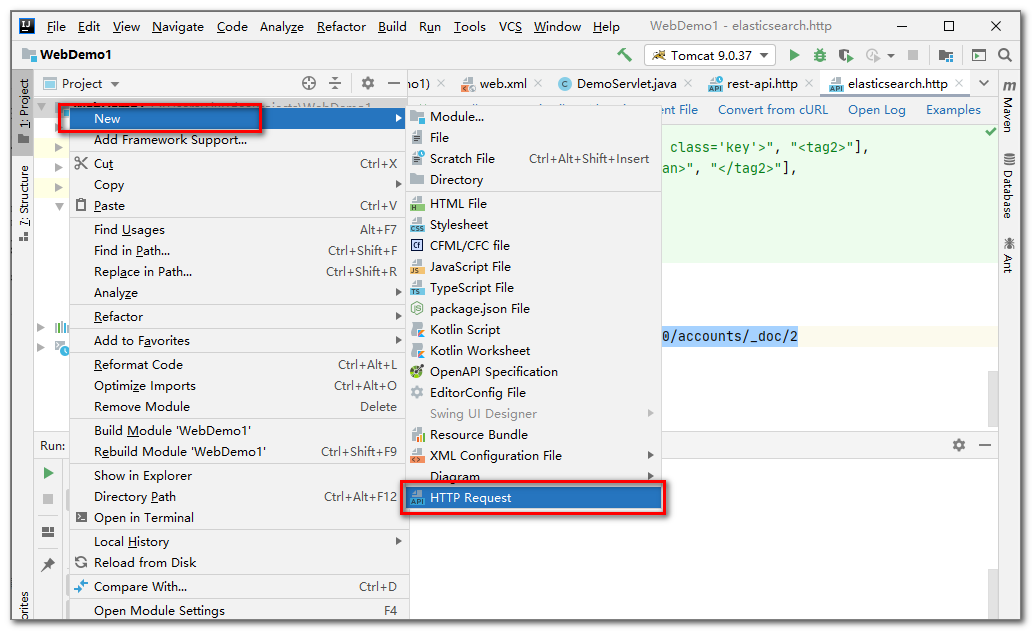 File Edit View Navigate Code Analyze Refactor Build Run Tools VCS Window Help WebDemo1 - elasticsearch.http
WebDemo1
Tomcat 9.0.37
1: Project
Project
web.xml
DemoServlet.java
rest-api.http
elasticsearch.http
Maven
Convert from cURL
Open Log
Examples
class='key'>", "<tag2>"],
an>", "</tag2>"],
0/accounts/_doc/2
New
Add Framework Support...
Cut Ctrl+X
Copy
Paste Ctrl+V
Find Usages Alt+F7
Find in Path... Ctrl+Shift+F
Replace in Path... Ctrl+Shift+R
Analyze
Refactor
Add to Favorites
Reformat Code Ctrl+Alt+L
Optimize Imports Ctrl+Alt+O
Remove Module Delete
Build Module 'WebDemo1'
Rebuild Module 'WebDemo1' Ctrl+Shift+F9
Show in Explorer
Directory Path Ctrl+Alt+F12
Open in Terminal
Local History
Reload from Disk
Compare With... Ctrl+D
Open Module Settings F4
Module...
File
Scratch File Ctrl+Alt+Shift+Insert
Directory
HTML File
Stylesheet
CFML/CFC file
JavaScript File
TypeScript File
package.json File
Kotlin Script
Kotlin Worksheet
OpenAPI Specification
EditorConfig File
Swing UI Designer
Resource Bundle
XML Configuration File
Diagram
HTTP Request
7: Structure
Run:
Database
Ant